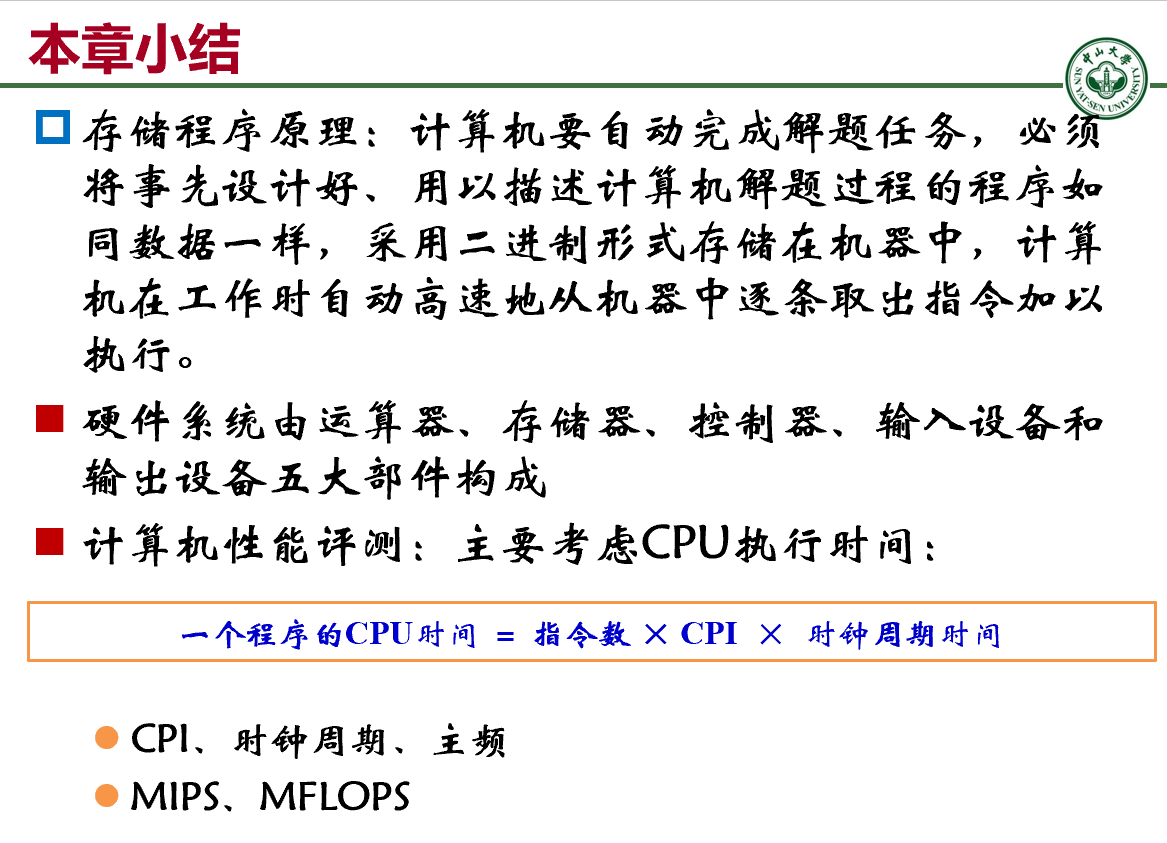 本章小结
中山大学
SUN YAT-SEN UNIVERSITY
存储程序原理：计算机要自动完成解题任务，必须
将事先设计好、用以描述计算机解题过程的程序如
同数据一样，采用二进制形式存储在机器中，计算
机在工作时自动高速地从机器中逐条取出指令加以
执行。
硬件系统由运算器、存储器、控制器、输入设备和
输出设备五大部件构成
计算机性能评测：主要考虑CPU执行时间：
一个程序的CPU时间 = 指令数 × CPI × 时钟周期时间
CPI、时钟周期、主频
MIPS、MFLOPS